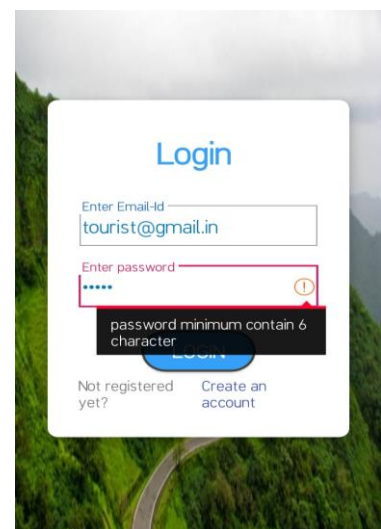 Login
Enter Email-Id
tourist@gmail.in
Enter password
•••••
password minimum contain 6
character
LOGIN
Not registered
yet?
Create an
account